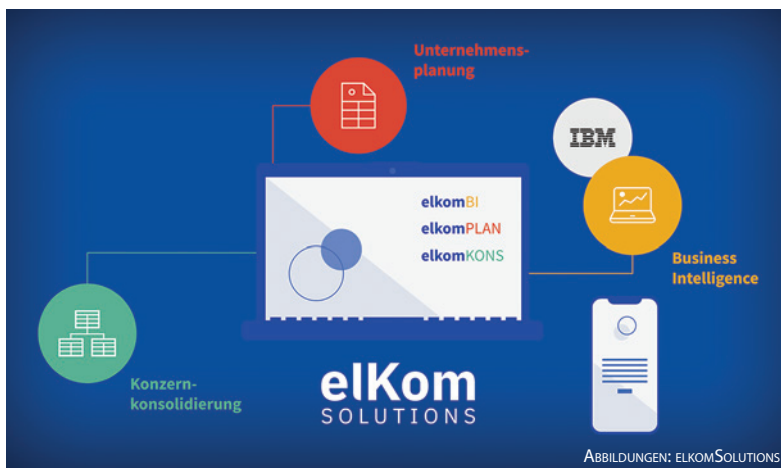 Unternehmens-
planung
IBM
elkomBI
elkomPLAN
elkomKONS
Business
Intelligence
Konzern-
konsolidierung
elKom
SOLUTIONS
ABBILDUNGEN: ELKOMSOLUTIONS